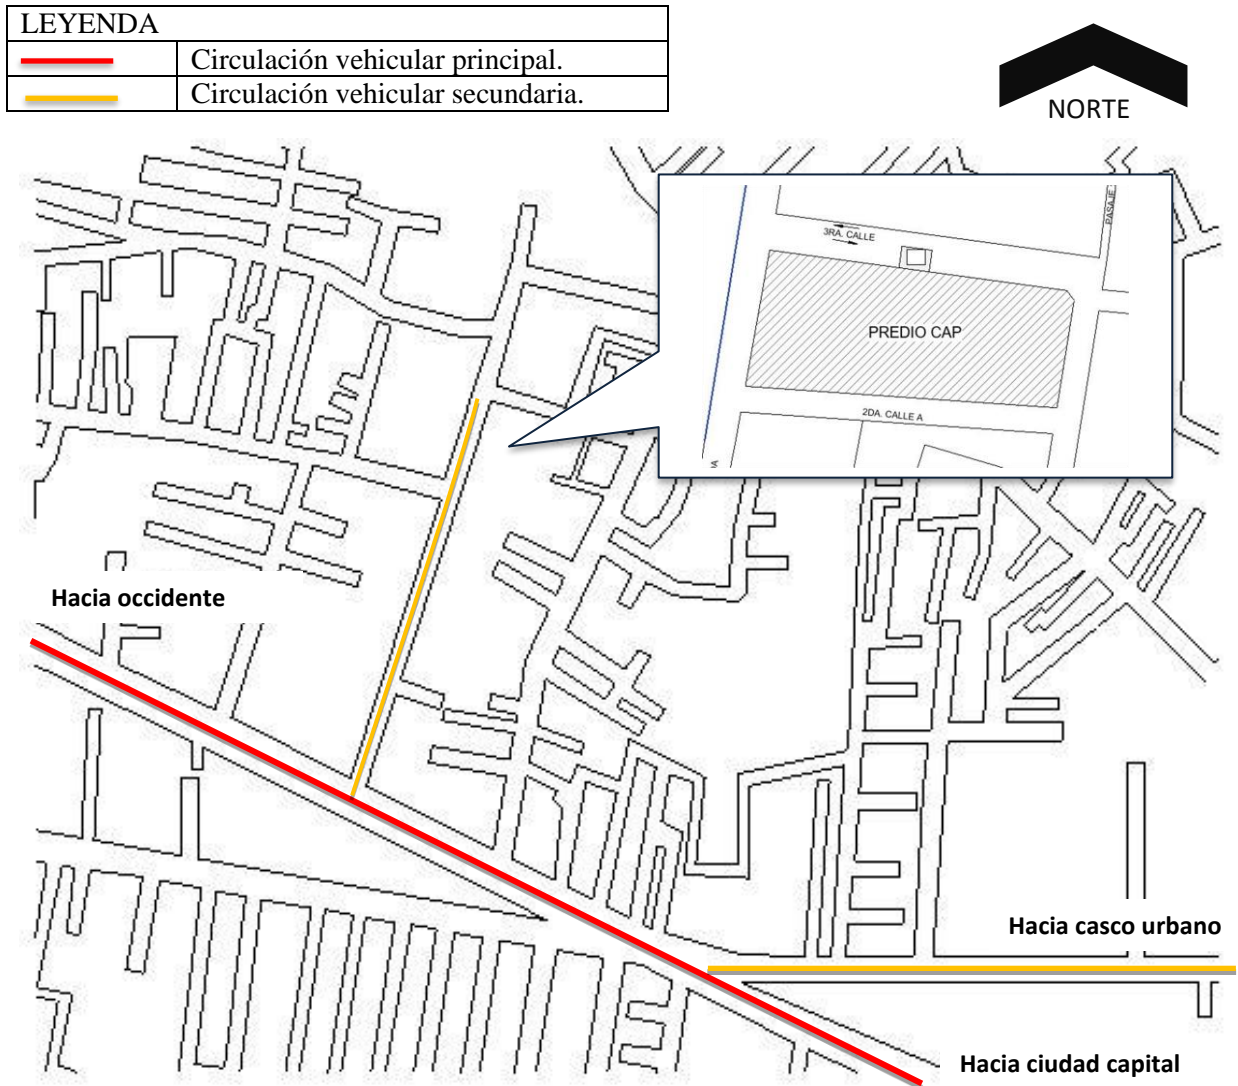 LEYENDA
Circulación vehicular principal.
Circulación vehicular secundaria.
NORTE
PASAJE
3RA. CALLE
PREDIO CAP
2DA. CALLE A
Hacia occidente
Hacia casco urbano
Hacia ciudad capital